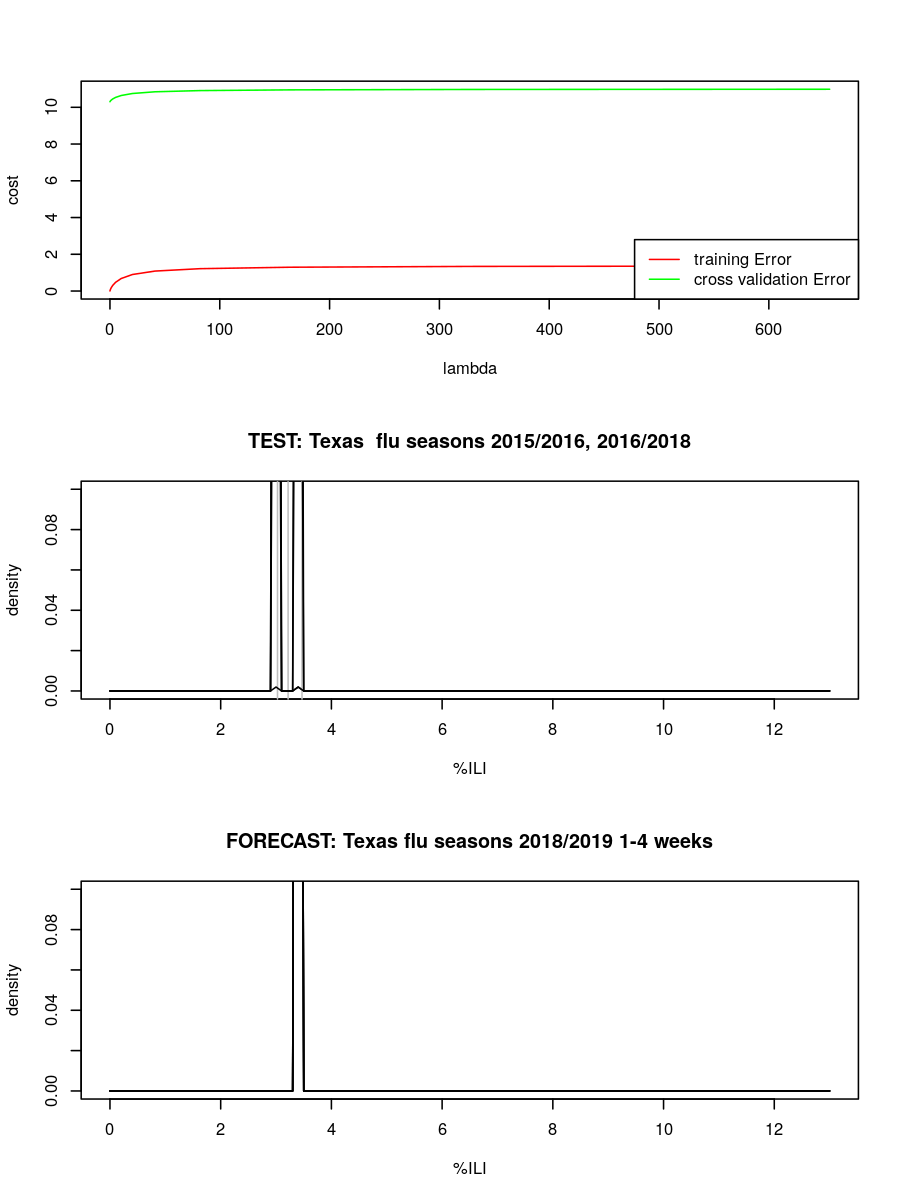 cost
10
8
6
4
2
0
training Error
cross validation Error
0 100 200 300 400 500 600
lambda
TEST: Texas  flu seasons 2015/2016, 2016/2018
density
0.08
0.04
0.00
0 2 4 6 8 10 12
%ILI
FORECAST: Texas flu seasons 2018/2019 1-4 weeks
density
0.08
0.04
0.00
0 2 4 6 8 10 12
%ILI